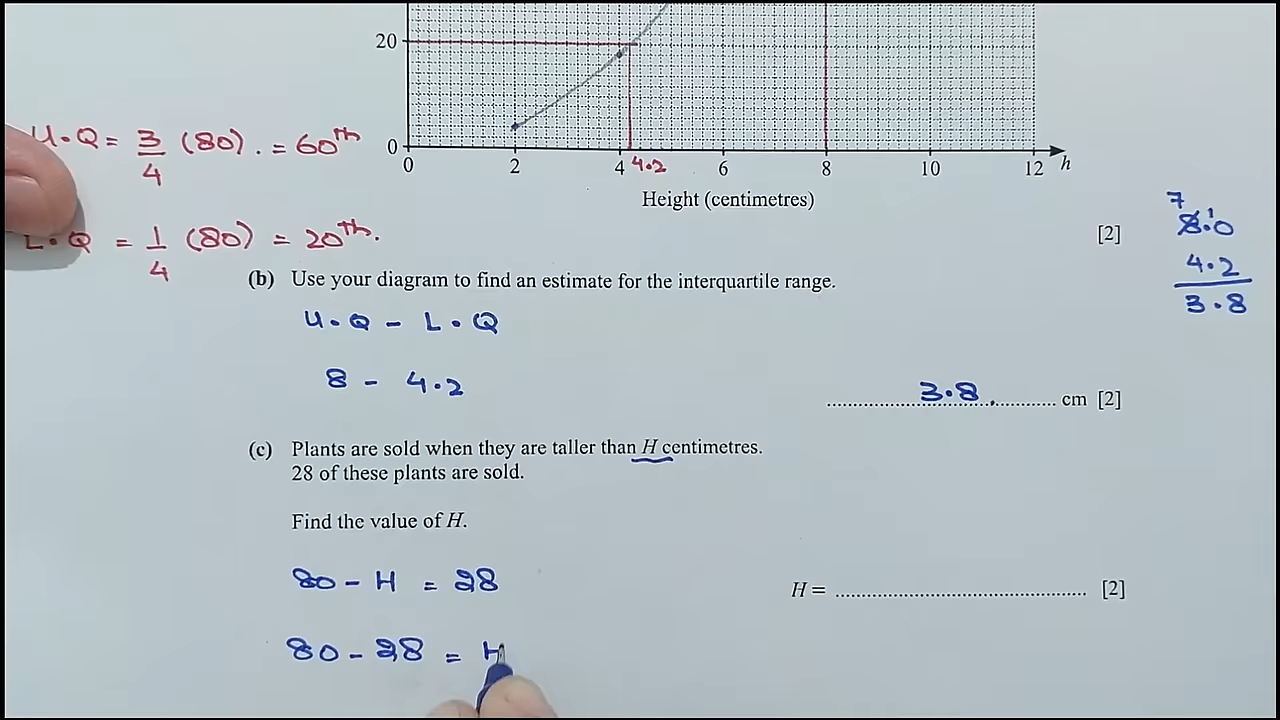 20
0
0 2 4 4.2 6 8 10 12 h
Height (centimetres)
U.Q = 3/4 (80). = 60th
L.Q = 1/4 (80) = 20th.
[2]
7 1
8.0
4.2
3.8
(b) Use your diagram to find an estimate for the interquartile range.
U.Q - L.Q
8 - 4.2
3.8. cm [2]
(c) Plants are sold when they are taller than H centimetres.
28 of these plants are sold.
Find the value of H.
80 - H = 28
H = ........................................ [2]
80 - 28 = H